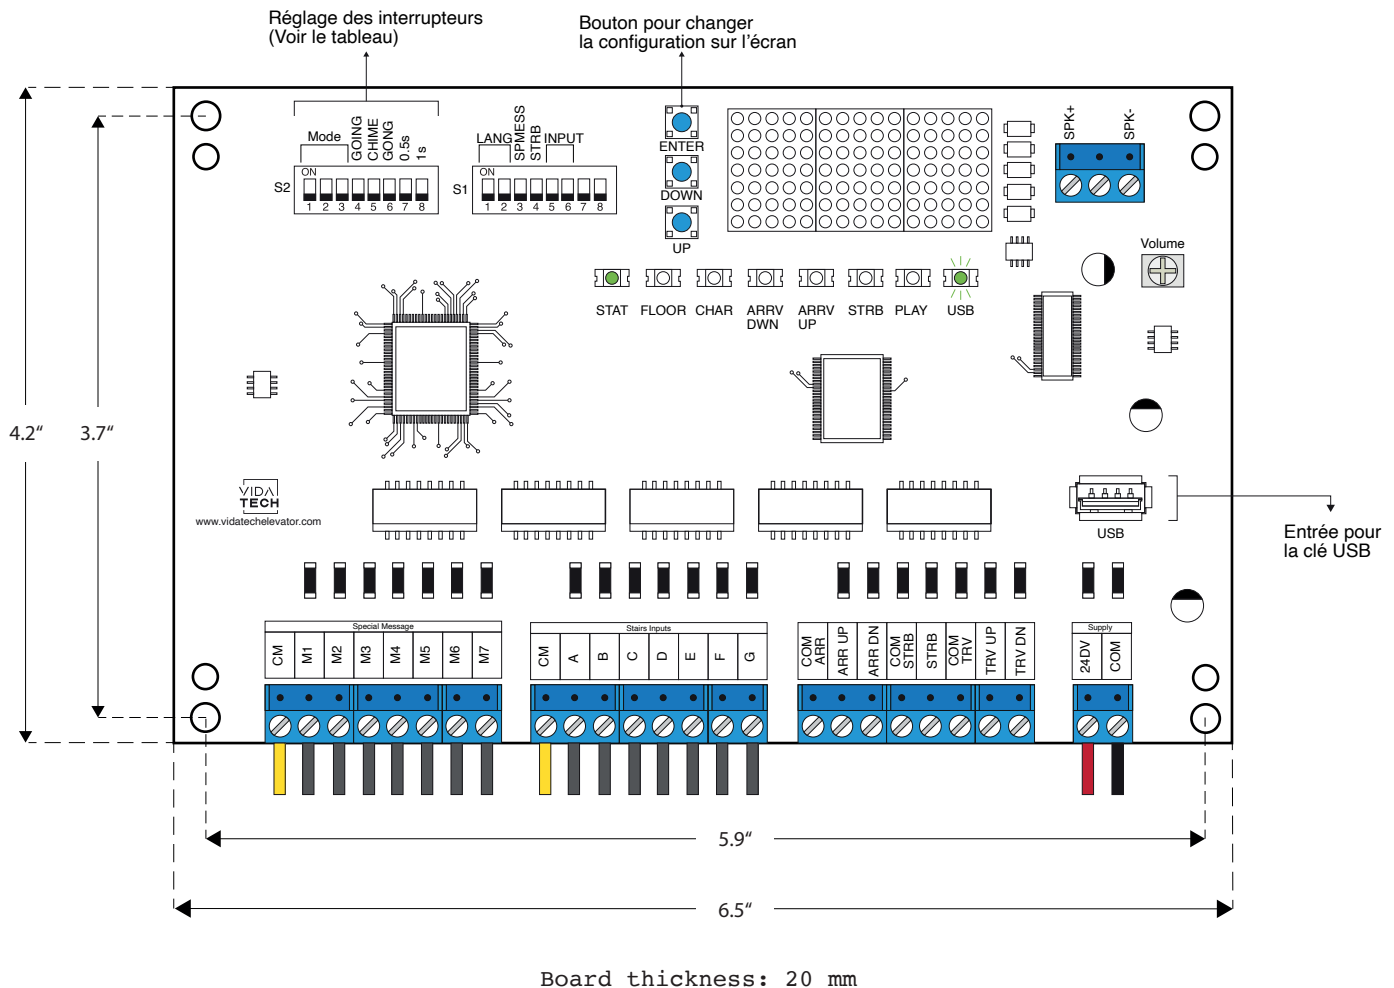 Réglage des interrupteurs
(Voir le tableau)
Bouton pour changer
la configuration sur l'écran
Mode
GOING
CHIME
GONG
0.5s
1s
ON
S2
1 2 3 4 5 6 7 8
LANG
SPMESS
STRB
INPUT
ON
S1
1 2 3 4 5 6 7 8
ENTER
DOWN
UP
SPK+
SPK-
Volume
STAT
FLOOR
CHAR
ARRV
DWN
ARRV
UP
STRB
PLAY
USB
4.2“
3.7“
VIDA
TECH
www.vidatechelevator.com
USB
Entrée pour
la clé USB
Special Message
CM M1 M2 M3 M4 M5 M6 M7
Stairs Inputs
CM A B C D E F G
COM
ARR
ARR UP
ARR DN
COM
STRB
STRB
COM
TRV
TRV UP
TRV DN
Supply
24DV
COM
5.9“
6.5“
Board thickness: 20 mm